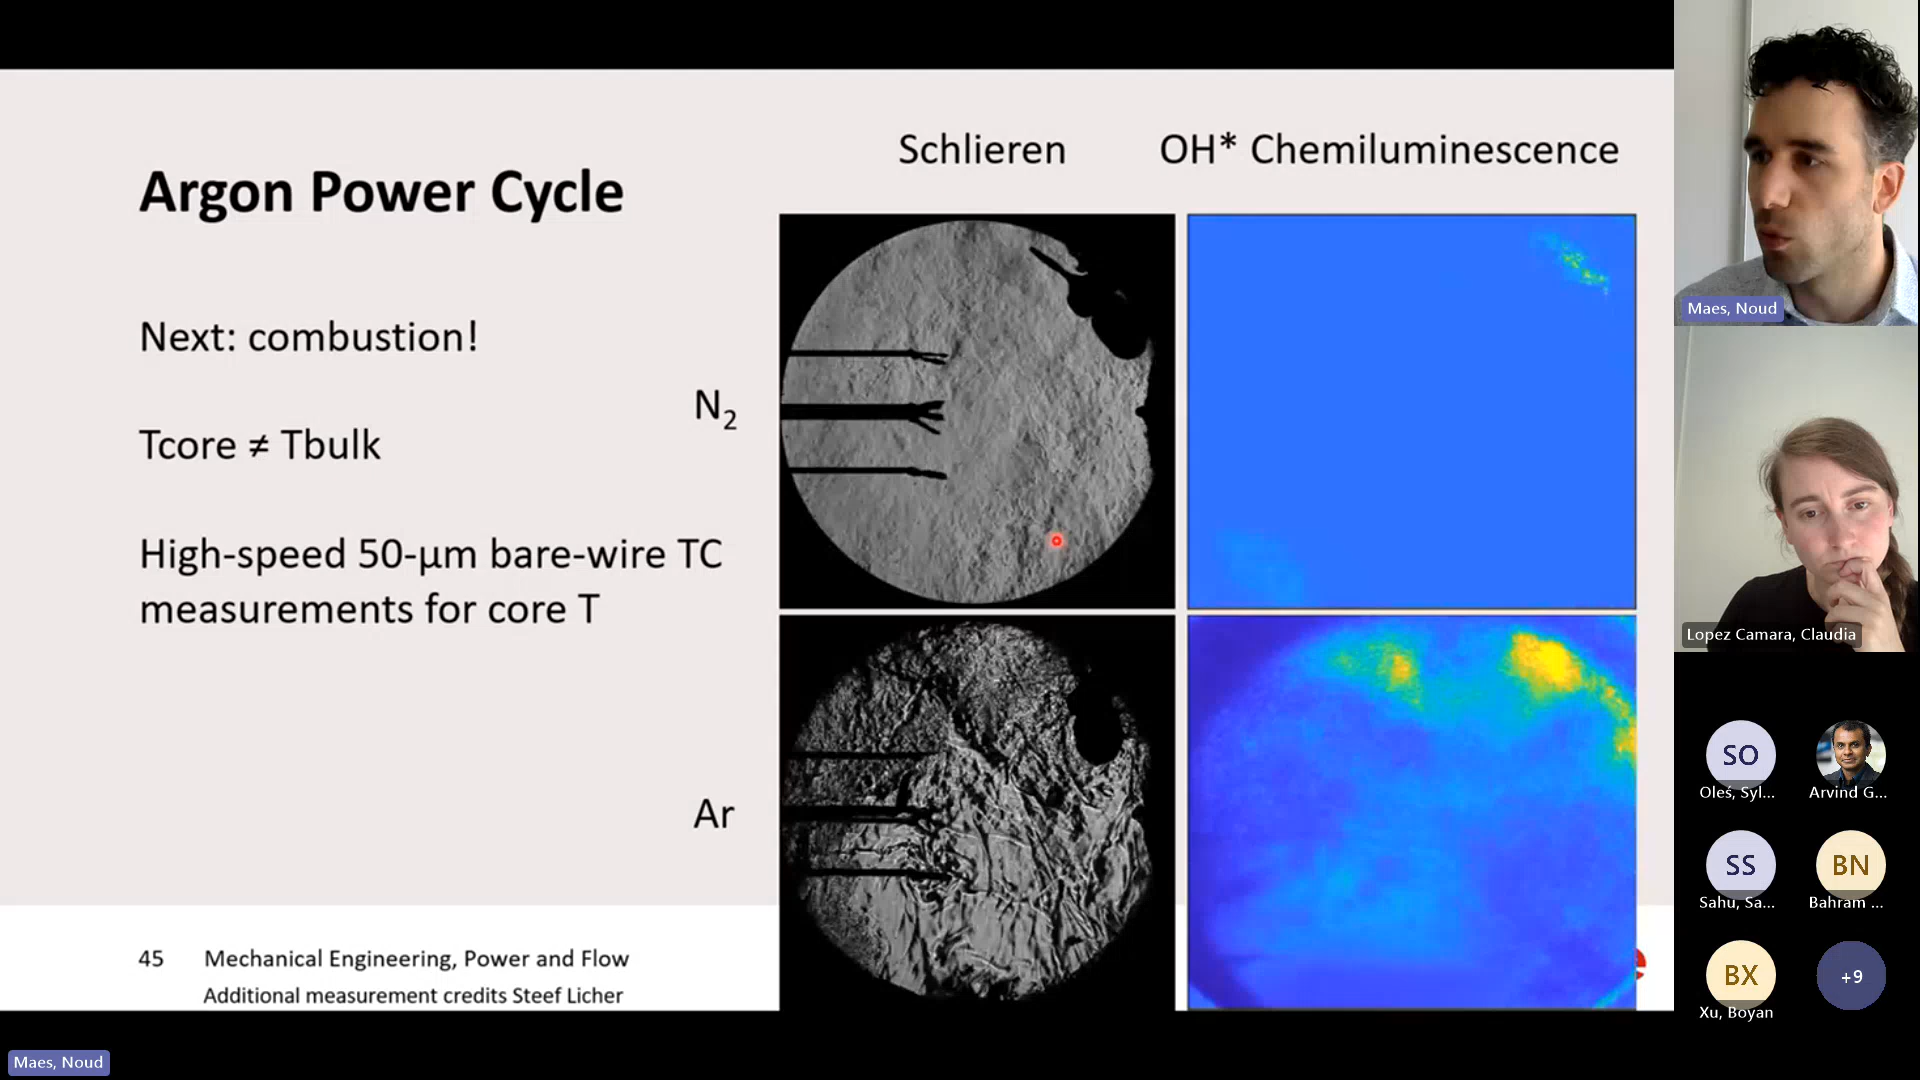 Schlieren
OH* Chemiluminescence
Argon Power Cycle
Next: combustion!
N2
Tcore ≠ Tbulk
High-speed 50-µm bare-wire TC
measurements for core T
Ar
45
Mechanical Engineering, Power and Flow
Additional measurement credits Steef Licher
e
Maes, Noud
Maes, Noud
Lopez Camara, Claudia
SO
Oleś, Syl...
Arvind G...
SS
Sahu, Sa...
BN
Bahram ...
BX
Xu, Boyan
+9